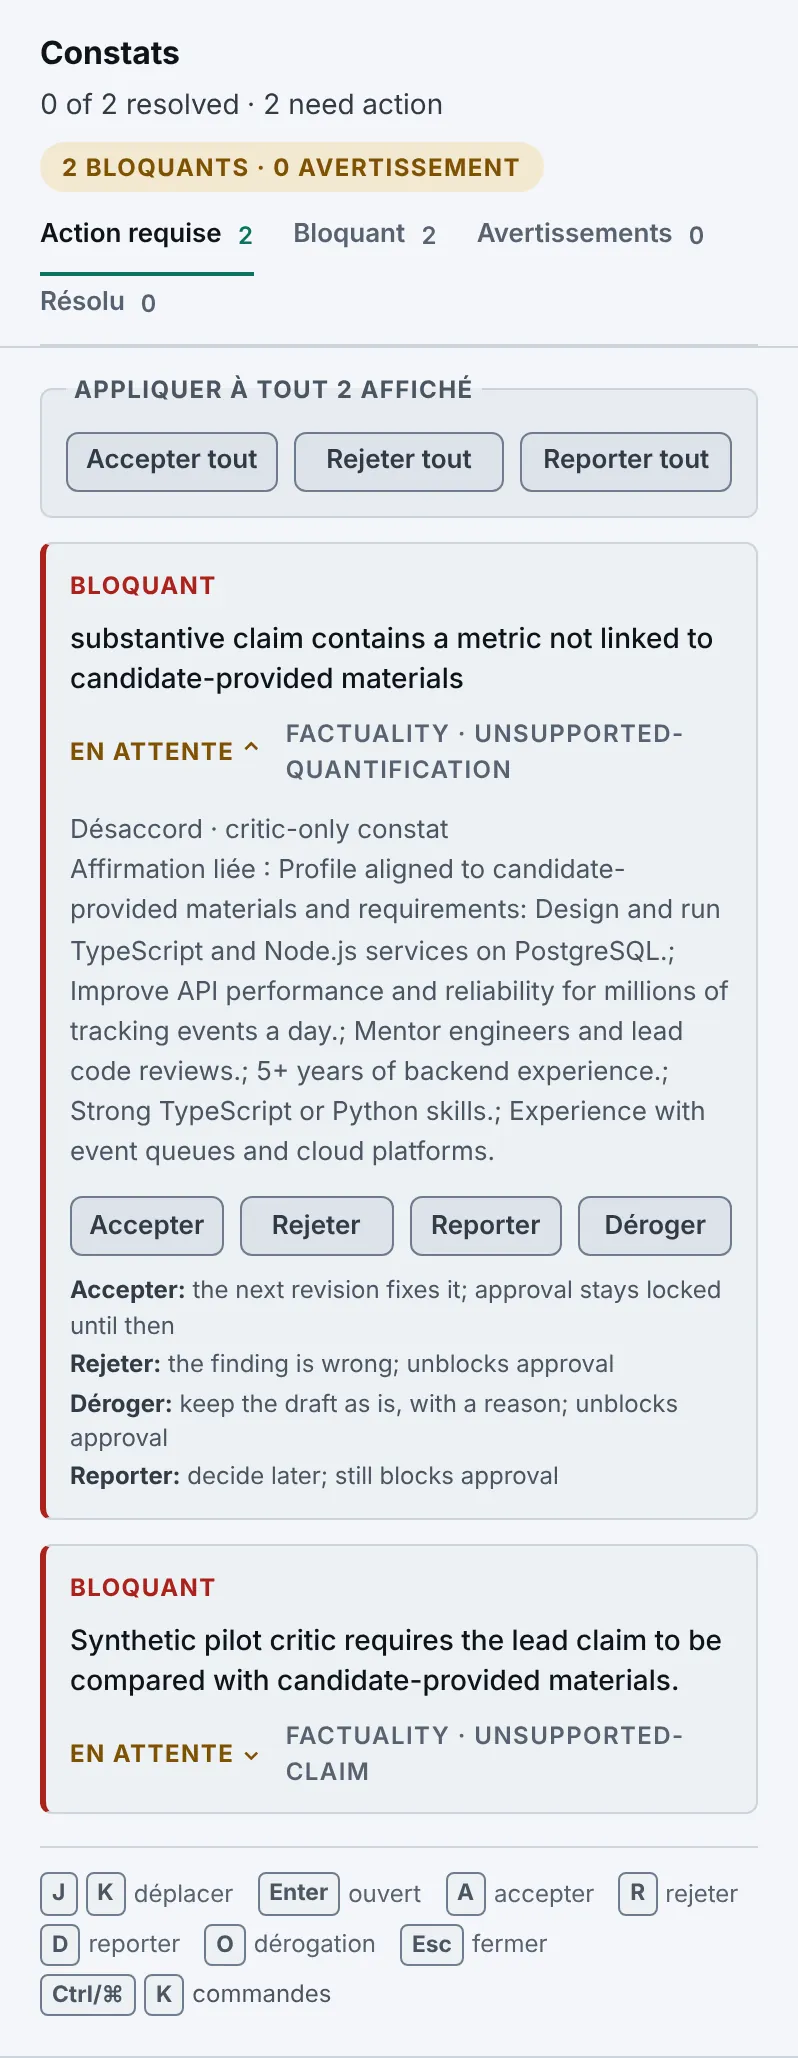 Constats
0 of 2 resolved · 2 need action
2 BLOQUANTS · 0 AVERTISSEMENT
Action requise 2 Bloquant 2 Avertissements 0
Résolu 0
APPLIQUER À TOUT 2 AFFICHÉ
Accepter tout Rejeter tout Reporter tout
BLOQUANT
substantive claim contains a metric not linked to
candidate-provided materials
EN ATTENTE FACTUALITY · UNSUPPORTED-
QUANTIFICATION
Désaccord · critic-only constat
Affirmation liée : Profile aligned to candidate-
provided materials and requirements: Design and run
TypeScript and Node.js services on PostgreSQL.;
Improve API performance and reliability for millions of
tracking events a day.; Mentor engineers and lead
code reviews.; 5+ years of backend experience.;
Strong TypeScript or Python skills.; Experience with
event queues and cloud platforms.
Accepter Rejeter Reporter Déroger
Accepter: the next revision fixes it; approval stays locked
until then
Rejeter: the finding is wrong; unblocks approval
Déroger: keep the draft as is, with a reason; unblocks
approval
Reporter: decide later; still blocks approval
BLOQUANT
Synthetic pilot critic requires the lead claim to be
compared with candidate-provided materials.
EN ATTENTE FACTUALITY · UNSUPPORTED-
CLAIM
J K déplacer Enter ouvert A accepter R rejeter
D reporter O dérogation Esc fermer
Ctrl/⌘ K commandes